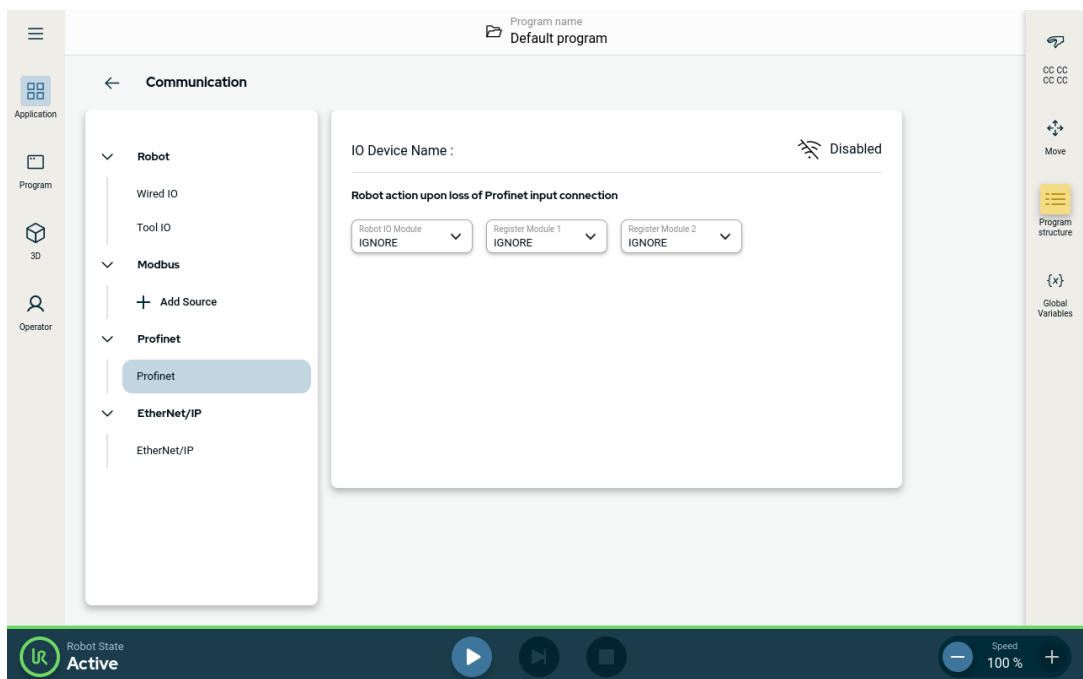 Program name
Default program
Communication
Application
Program
3D
Operator
Robot
Wired IO
Tool IO
Modbus
Add Source
Profinet
Profinet
EtherNet/IP
EtherNet/IP
IO Device Name :
Disabled
Robot action upon loss of Profinet input connection
Robot IO Module
IGNORE
Register Module 1
IGNORE
Register Module 2
IGNORE
CC CC
CC CC
Move
Program
structure
{x}
Global
Variables
UR
Robot State
Active
Speed
100 %